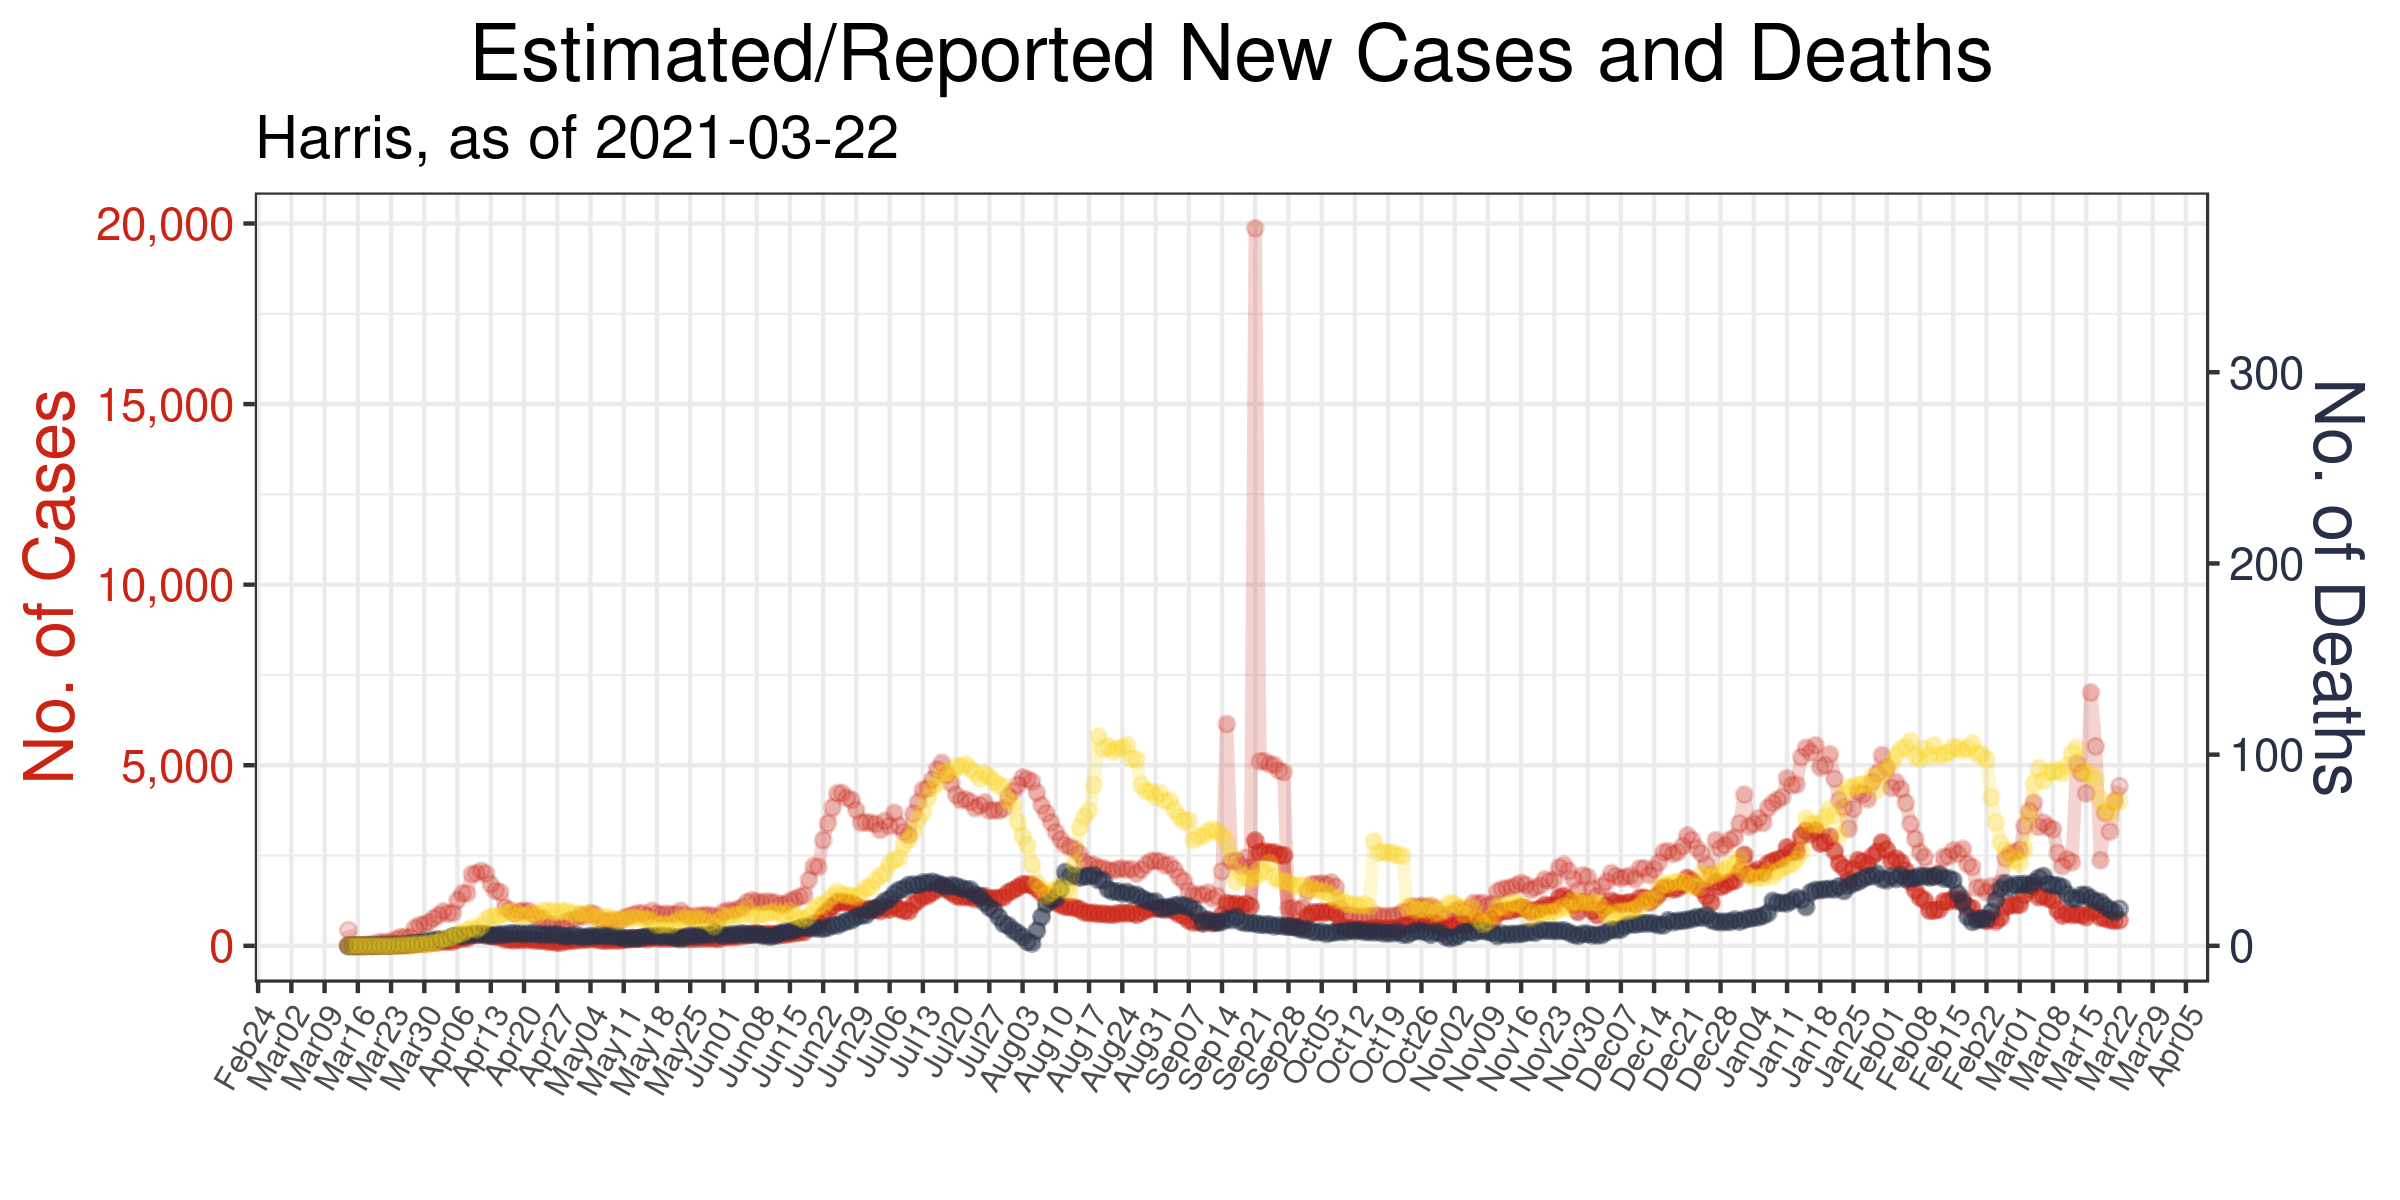 Estimated/Reported New Cases and Deaths
Harris, as of 2021-03-22
No. of Cases
20,000
15,000
10,000
5,000
0
300
200
100
0
No. of Deaths
Feb24 Mar02 Mar09 Mar16 Mar23 Mar30 Apr06 Apr13 Apr20 Apr27 May04 May11 May18 May25 Jun01 Jun08 Jun15 Jun22 Jun29 Jul06 Jul13 Jul20 Jul27 Aug03 Aug10 Aug17 Aug24 Aug31 Sep07 Sep14 Sep21 Sep28 Oct05 Oct12 Oct19 Oct26 Nov02 Nov09 Nov16 Nov23 Nov30 Dec07 Dec14 Dec21 Dec28 Jan04 Jan11 Jan18 Jan25 Feb01 Feb08 Feb15 Feb22 Mar01 Mar08 Mar15 Mar22 Mar29 Apr05